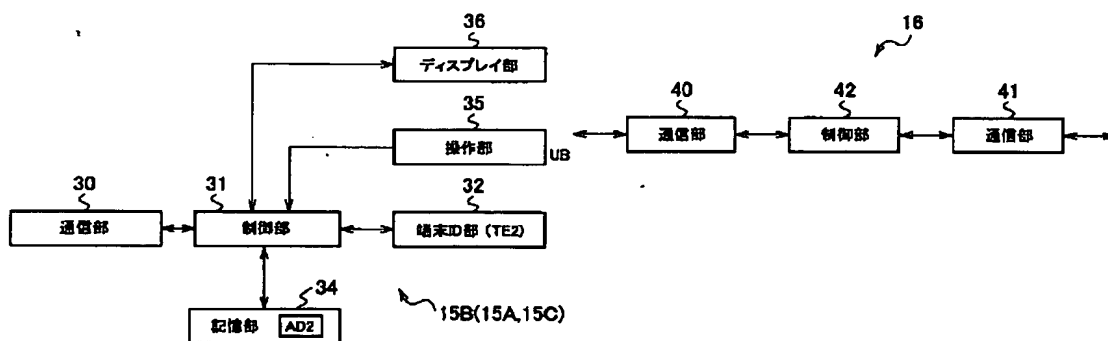 36
ディスプレイ部
16
35
操作部
UB
40
通信部
42
制御部
41
通信部
30
通信部
31
制御部
32
端末ID部(TE2)
34
記憶部 AD2
15B(15A,15C)